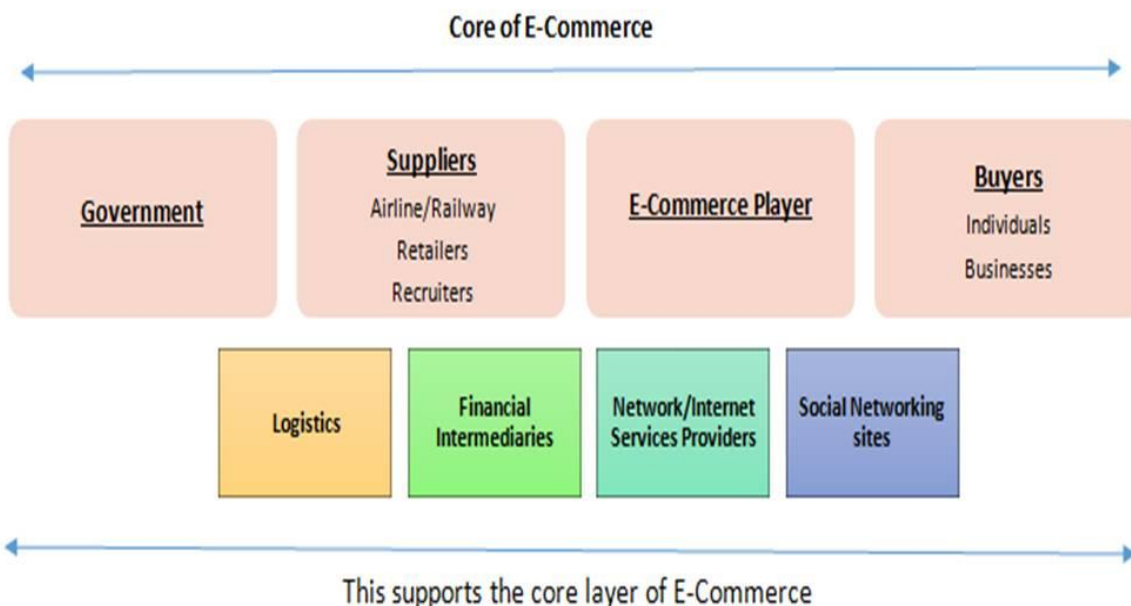 Core of E-Commerce
Government
Suppliers
Airline/Railway
Retailers
Recruiters
E-Commerce Player
Buyers
Individuals
Businesses
Logistics
Financial
Intermediaries
Network/Internet
Services Providers
Social Networking
sites
This supports the core layer of E-Commerce